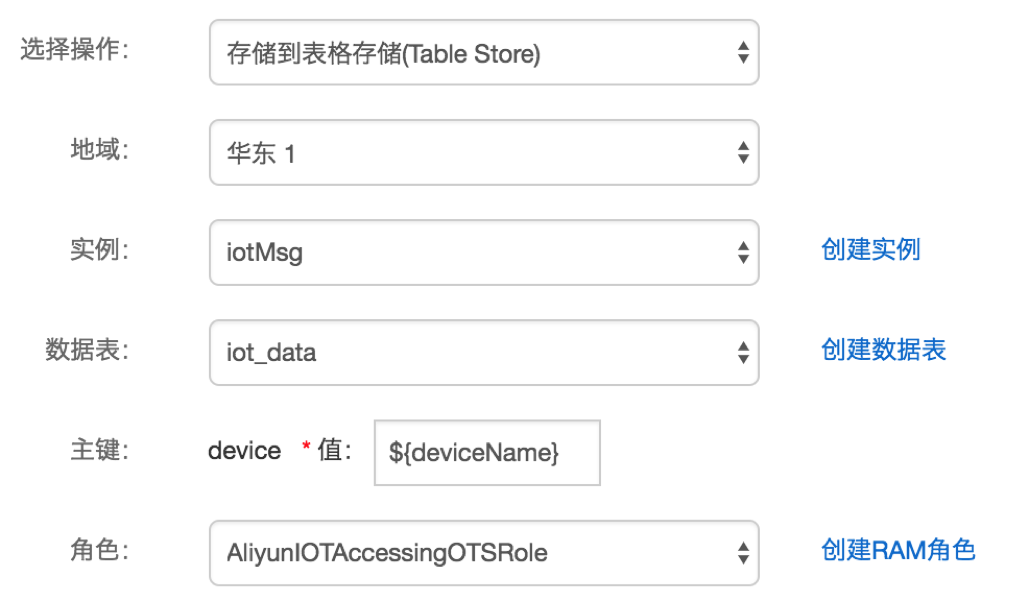 选择操作: 存储到表格存储(Table Store)
地域: 华东 1
实例: iotMsg 创建实例
数据表: iot_data 创建数据表
主键: device * 值: ${deviceName}
角色: AliyunIOTAccessingOTSRole 创建RAM角色